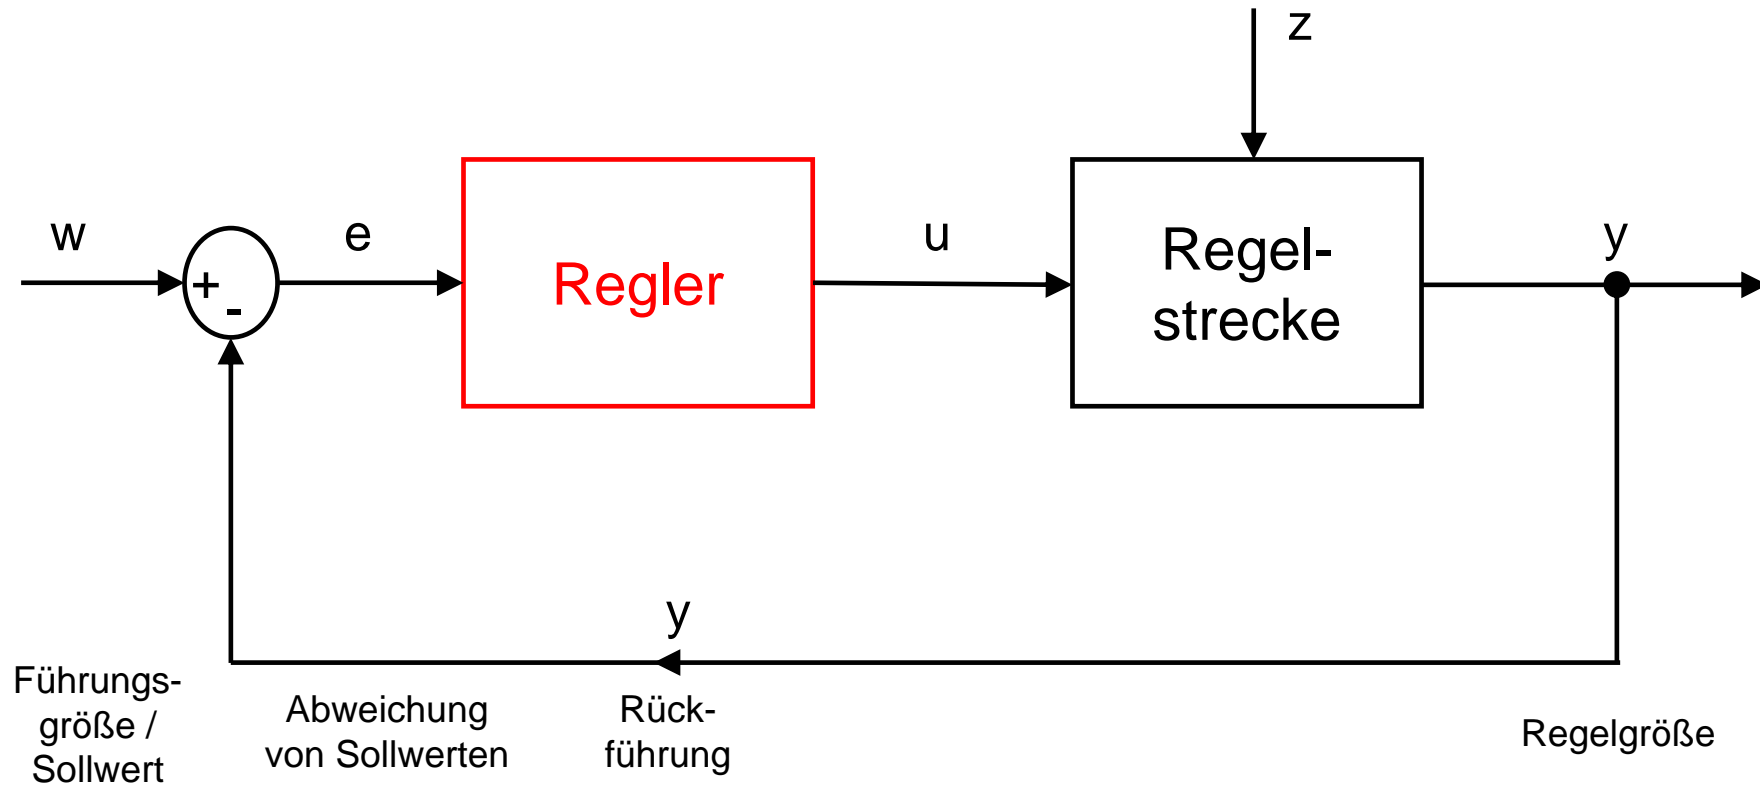 z
w
e
u
y
+
-
Regler
Regel-
strecke
y
Führungs-
größe /
Sollwert
Abweichung
von Sollwerten
Rück-
führung
Regelgröße